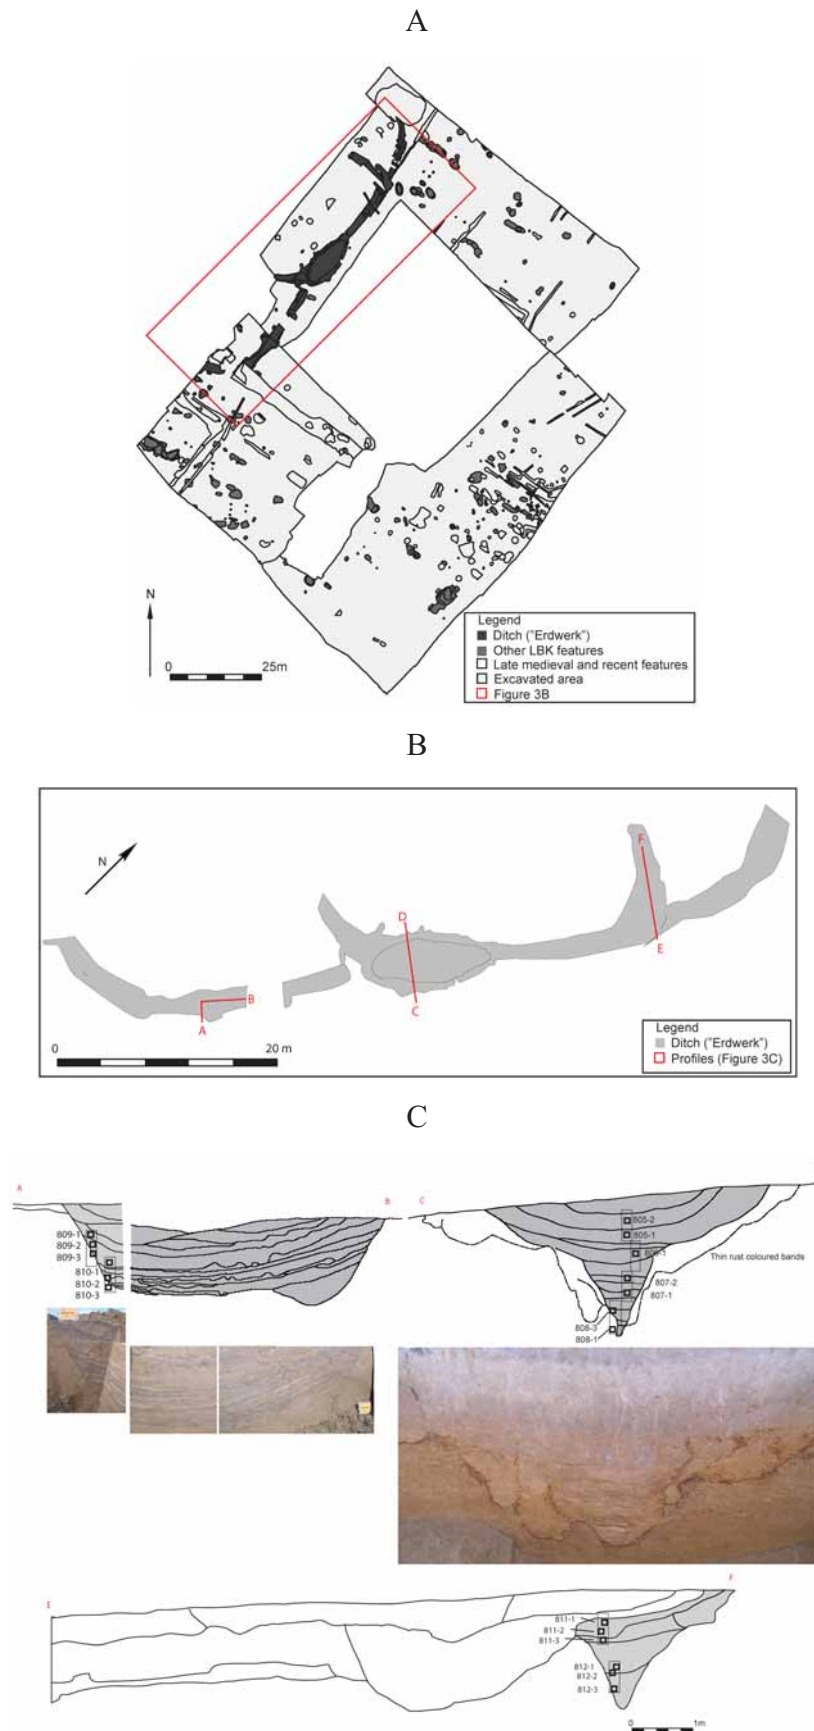 A
N
0 25m
Legend
Ditch ("Erdwerk")
Other LBK features
Late medieval and recent features
Excavated area
Figure 3B
B
N
F
D
E
B
C
A
0 20 m
Legend
Ditch ("Erdwerk")
Profiles (Figure 3C)
C
A B C
809-1
809-2
809-3
810-1
810-2
810-3
805-2
805-1
Thin rust coloured bands
807-2
807-1
808-3
808-1
E F
811-1
811-2
811-3
812-1
812-2
812-3
0 1m